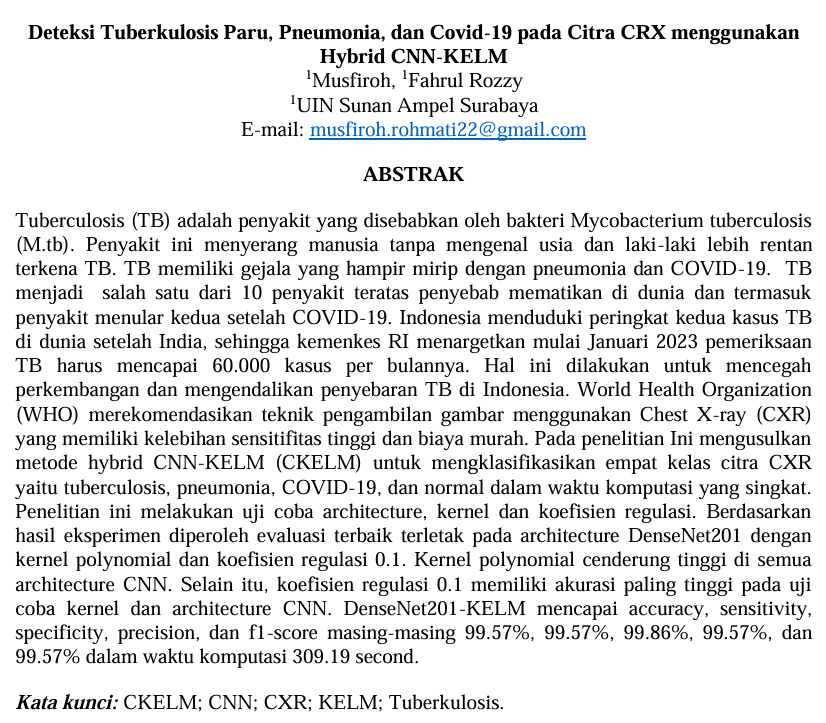 Deteksi Tuberkulosis Paru, Pneumonia, dan Covid-19 pada Citra CRX menggunakan
Hybrid CNN-KELM
¹Musfiroh, ¹Fahrul Rozzy
¹UIN Sunan Ampel Surabaya
E-mail: musfiroh.rohmati22@gmail.com
ABSTRAK
Tuberculosis (TB) adalah penyakit yang disebabkan oleh bakteri Mycobacterium tuberculosis
(M.tb). Penyakit ini menyerang manusia tanpa mengenal usia dan laki-laki lebih rentan
terkena TB. TB memiliki gejala yang hampir mirip dengan pneumonia dan COVID-19. TB
menjadi salah satu dari 10 penyakit teratas penyebab mematikan di dunia dan termasuk
penyakit menular kedua setelah COVID-19. Indonesia menduduki peringkat kedua kasus TB
di dunia setelah India, sehingga kemenkes RI menargetkan mulai Januari 2023 pemeriksaan
TB harus mencapai 60.000 kasus per bulannya. Hal ini dilakukan untuk mencegah
perkembangan dan mengendalikan penyebaran TB di Indonesia. World Health Organization
(WHO) merekomendasikan teknik pengambilan gambar menggunakan Chest X-ray (CXR)
yang memiliki kelebihan sensitifitas tinggi dan biaya murah. Pada penelitian Ini mengusulkan
metode hybrid CNN-KELM (CKELM) untuk mengklasifikasikan empat kelas citra CXR
yaitu tuberculosis, pneumonia, COVID-19, dan normal dalam waktu komputasi yang singkat.
Penelitian ini melakukan uji coba architecture, kernel dan koefisien regulasi. Berdasarkan
hasil eksperimen diperoleh evaluasi terbaik terletak pada architecture DenseNet201 dengan
kernel polynomial dan koefisien regulasi 0.1. Kernel polynomial cenderung tinggi di semua
architecture CNN. Selain itu, koefisien regulasi 0.1 memiliki akurasi paling tinggi pada uji
coba kernel dan architecture CNN. DenseNet201-KELM mencapai accuracy, sensitivity,
specificity, precision, dan f1-score masing-masing 99.57%, 99.57%, 99.86%, 99.57%, dan
99.57% dalam waktu komputasi 309.19 second.
Kata kunci: CKELM; CNN; CXR; KELM; Tuberkulosis.